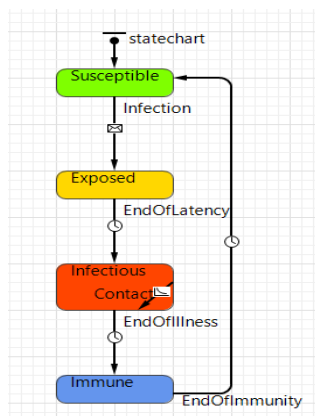 statechart
Susceptible
Infection
Exposed
EndOfLatency
Infectious
Contact
EndOfIllness
Immune
EndOfImmunity